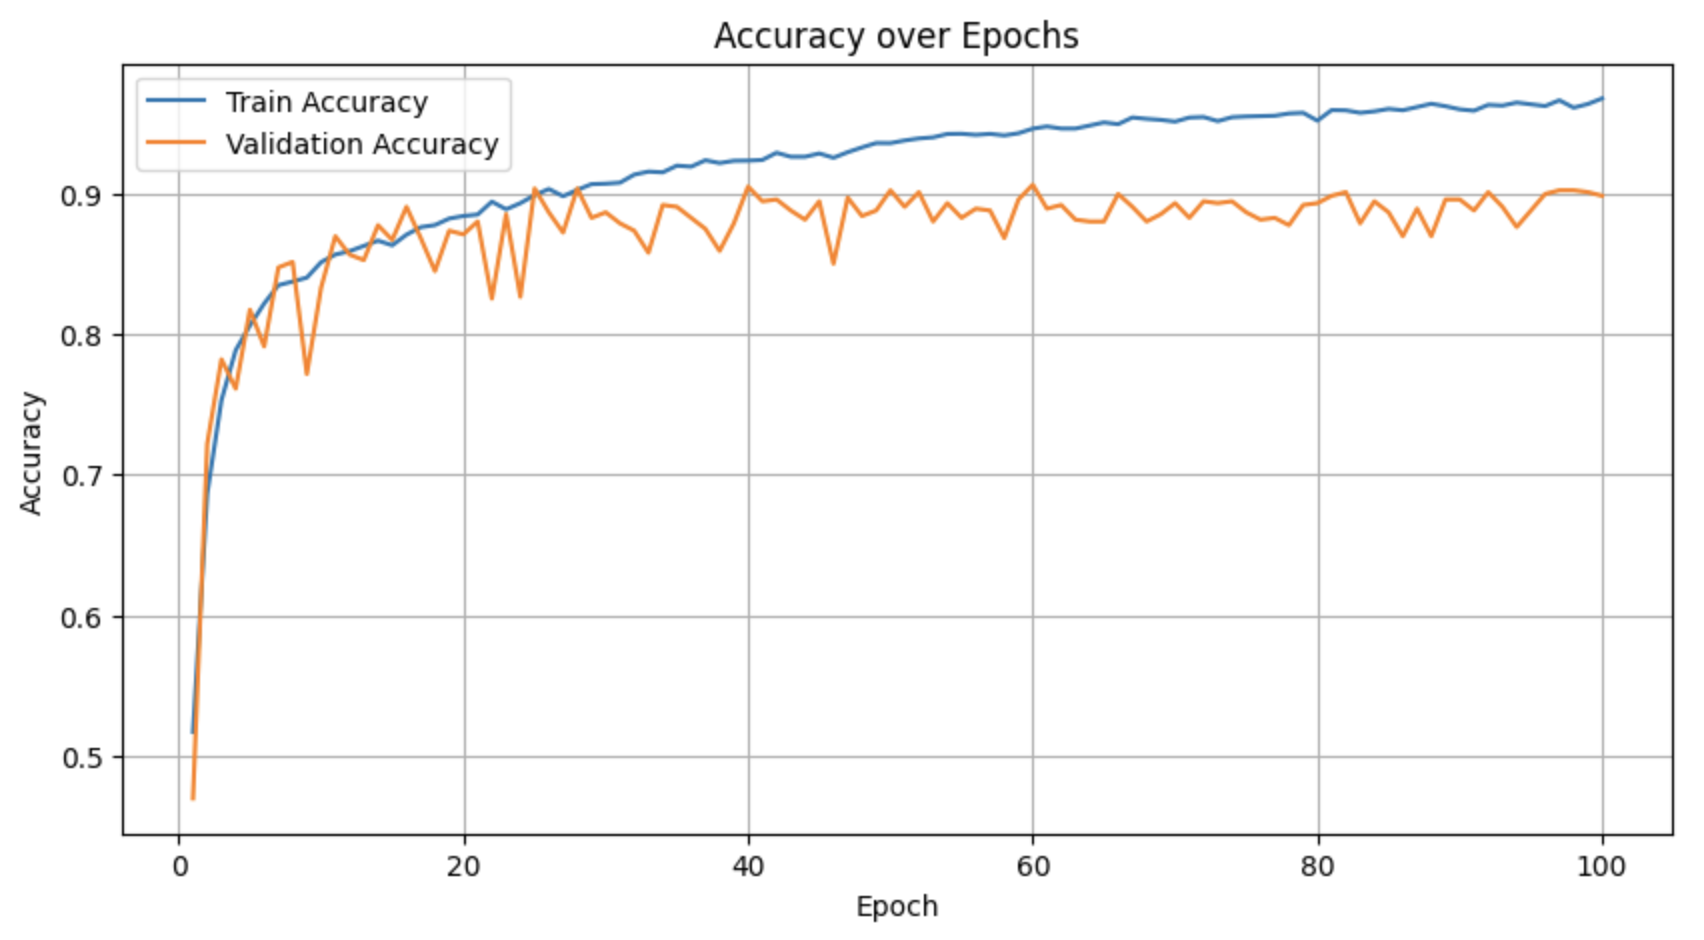 Accuracy over Epochs
Train Accuracy
Validation Accuracy
0.9
0.8
0.7
0.6
0.5
Accuracy
0 20 40 60 80 100
Epoch